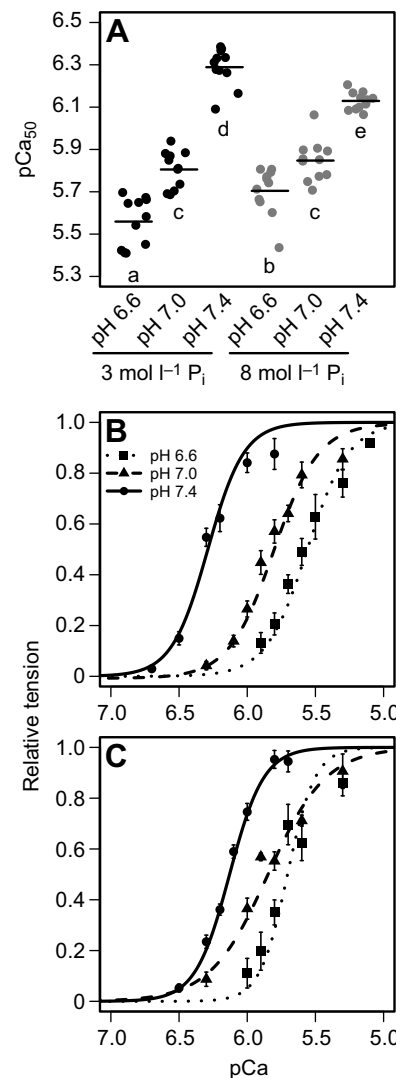 A
6.5
6.3
6.1
5.9
5.7
5.5
5.3
pCa50
a
c
d
b
c
e
pH 6.6 pH 7.0 pH 7.4 pH 6.6 pH 7.0 pH 7.4
3 mol l–1 Pi 8 mol l–1 Pi
B
pH 6.6
pH 7.0
pH 7.4
1.0
0.8
0.6
0.4
0.2
0
7.0 6.5 6.0 5.5 5.0
Relative tension
C
1.0
0.8
0.6
0.4
0.2
0
7.0 6.5 6.0 5.5 5.0
pCa